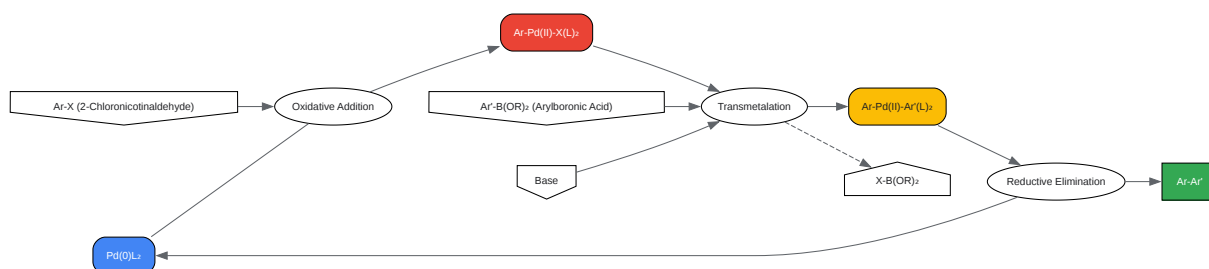 Ar-Pd(II)-X(L)₂
Ar-X (2-Chloronicotinaldehyde)
Oxidative Addition
Ar'-B(OR)₂ (Arylboronic Acid)
Transmetalation
Ar-Pd(II)-Ar'(L)₂
Base
X-B(OR)₂
Reductive Elimination
Ar-Ar'
Pd(0)L₂